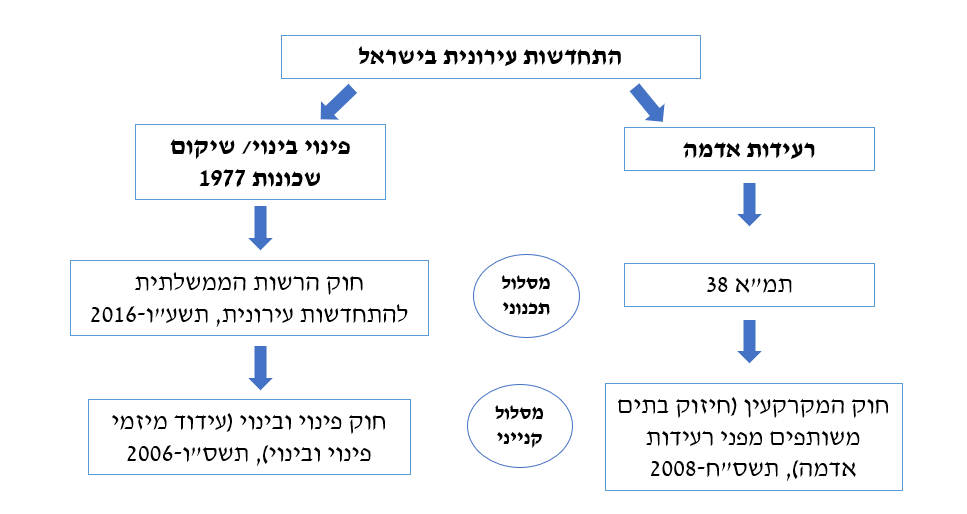 התחדשות עירונית בישראל
רעידות אדמה
פינוי בינוי/ שיקום
שכונות 1977
תמ"א 38
מסלול
תכנוני
חוק הרשות הממשלתית
להתחדשות עירונית, תשע"ו-2016
חוק המקרקעין (חיזוק בתים
משותפים מפני רעידות
אדמה), תשס"ח-2008
מסלול
קנייני
חוק פינוי ובינוי (עידוד מיזמי
פינוי ובינוי), תשס"ו-2006